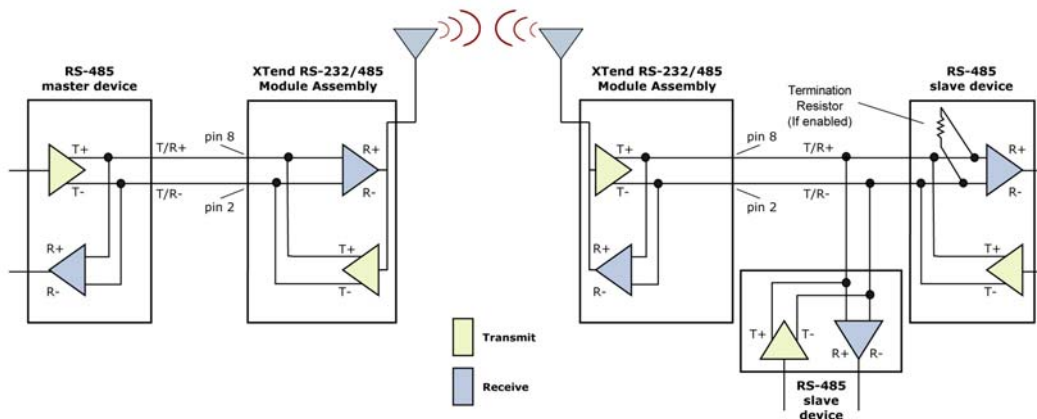 RS-485
master device
T+
T-
T/R+
T/R-
R+
R-
XTend RS-232/485
Module Assembly
pin 8
pin 2
R+
R-
T+
T-
XTend RS-232/485
Module Assembly
T+
T-
R+
R-
pin 8
T/R+
pin 2
T/R-
Termination
Resistor
(If enabled)
RS-485
slave device
R+
R-
T+
T-
T+
T-
R+
R-
RS-485
slave
device
Transmit
Receive